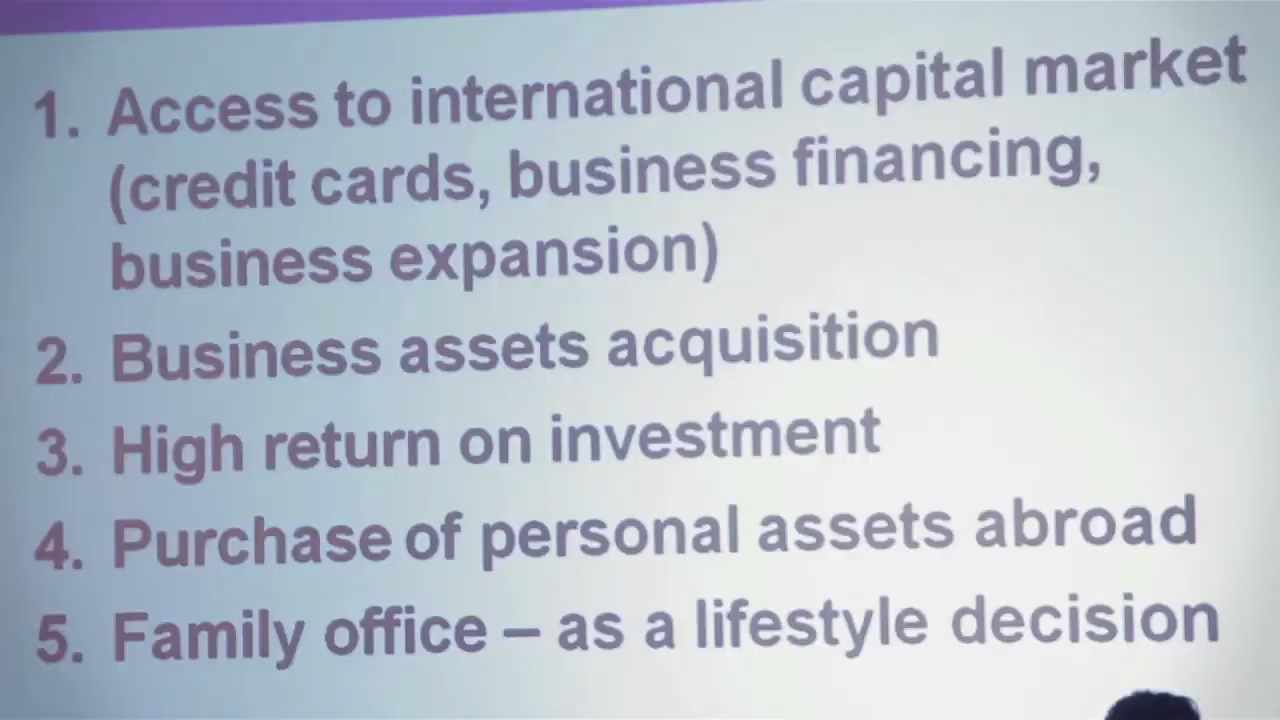 1. Access to international capital market
(credit cards, business financing,
business expansion)
2. Business assets acquisition
3. High return on investment
4. Purchase of personal assets abroad
5. Family office – as a lifestyle decision